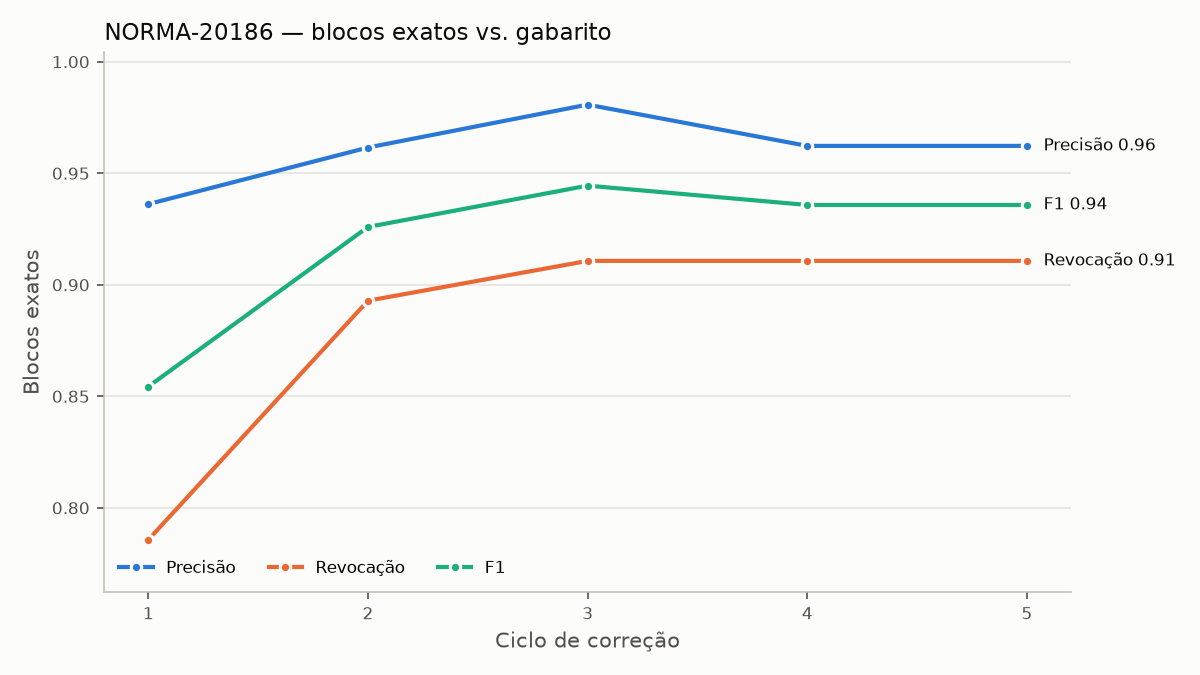 NORMA-20186 — blocos exatos vs. gabarito
1.00
0.95
0.90
0.85
0.80
Blocos exatos
Precisão 0.96
F1 0.94
Revocação 0.91
Precisão Revocação F1
1 2 3 4 5
Ciclo de correção